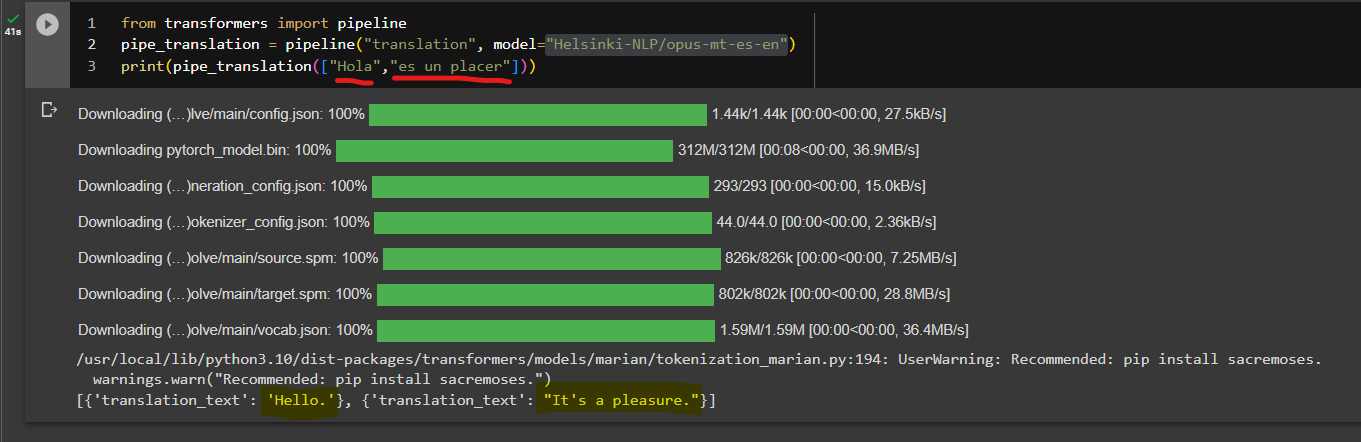 41s
1 from transformers import pipeline
2 pipe_translation = pipeline("translation", model="Helsinki-NLP/opus-mt-es-en")
3 print(pipe_translation(["Hola","es un placer"]))
Downloading (…)lve/main/config.json: 100% 1.44k/1.44k [00:00<00:00, 27.5kB/s]
Downloading pytorch_model.bin: 100% 312M/312M [00:08<00:00, 36.9MB/s]
Downloading (…)neration_config.json: 100% 293/293 [00:00<00:00, 15.0kB/s]
Downloading (…)okenizer_config.json: 100% 44.0/44.0 [00:00<00:00, 2.36kB/s]
Downloading (…)olve/main/source.spm: 100% 826k/826k [00:00<00:00, 7.25MB/s]
Downloading (…)olve/main/target.spm: 100% 802k/802k [00:00<00:00, 28.8MB/s]
Downloading (…)olve/main/vocab.json: 100% 1.59M/1.59M [00:00<00:00, 36.4MB/s]
/usr/local/lib/python3.10/dist-packages/transformers/models/marian/tokenization_marian.py:194: UserWarning: Recommended: pip install sacremoses.
warnings.warn("Recommended: pip install sacremoses.")
[{'translation_text': 'Hello.'}, {'translation_text': "It's a pleasure."}]